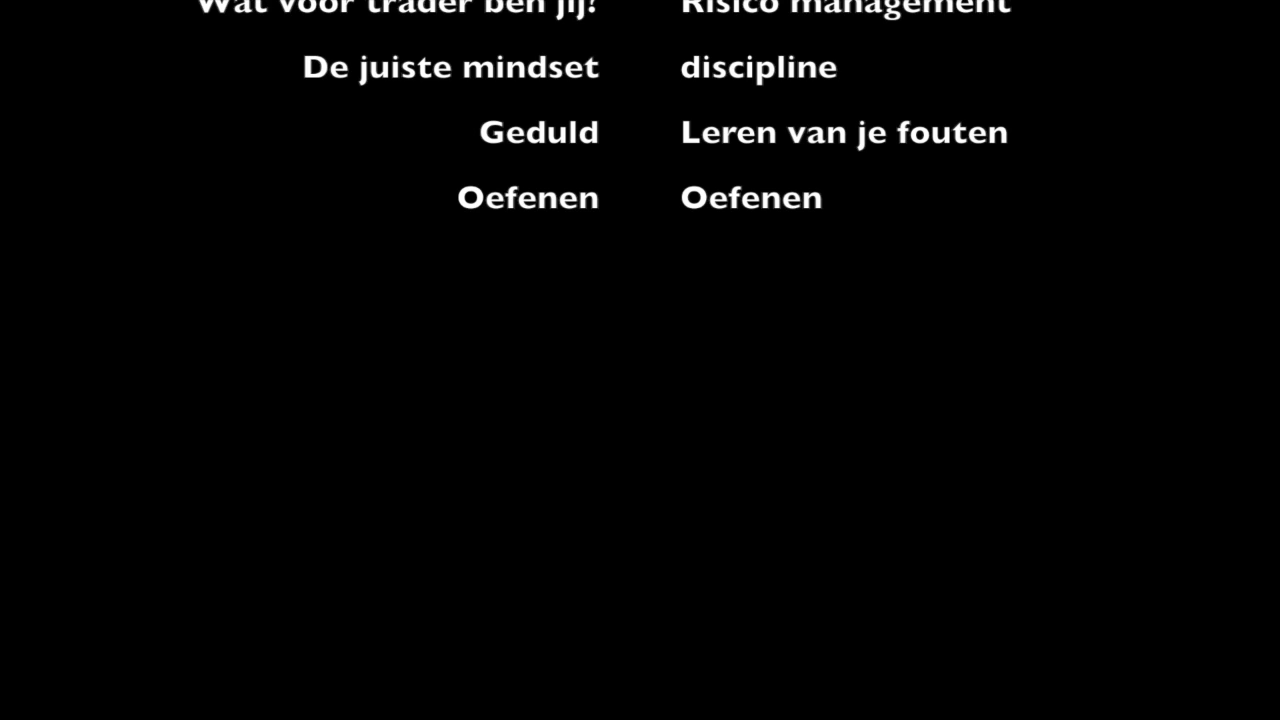 Wat voor trader ben jij? Risico management
De juiste mindset discipline
Geduld Leren van je fouten
Oefenen Oefenen